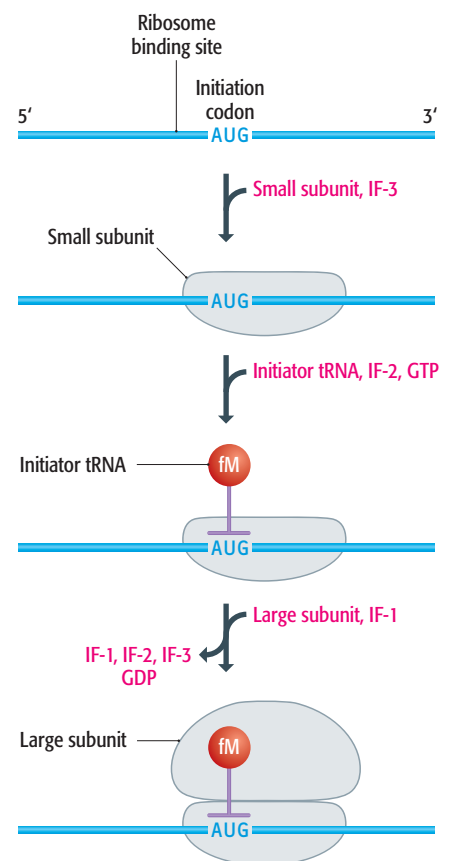 Ribosome
binding site
Initiation
codon
5′
3′
AUG
Small subunit, IF-3
Small subunit
AUG
Initiator tRNA, IF-2, GTP
Initiator tRNA
fM
AUG
Large subunit, IF-1
IF-1, IF-2, IF-3
GDP
Large subunit
fM
AUG